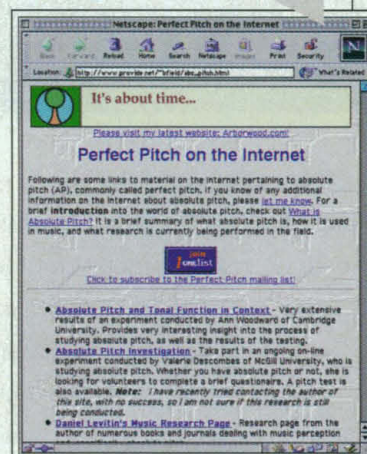 Netscape: Perfect Pitch on the Internet
Back Forward Reload Home Search Netscape Images Print Security N
Location: http://www.provide.net/~bfield/abs_pitch.html What's Related
It's about time...
Please visit my latest website: Arborwood.com!
Perfect Pitch on the Internet
Following are some links to material on the internet pertaining to absolute
pitch (AP), commonly called perfect pitch. If you know of any additional
information on the internet about absolute pitch, please let me know. For a
brief introduction into the world of absolute pitch, check out What is
Absolute Pitch? It is a brief summary of what absolute pitch is, how it is used
in music, and what research is currently being performed in the field.
join
onelist
Click to subscribe to the Perfect-Pitch mailing list!
• Absolute Pitch and Tonal Function in Context - Very extensive
results of an experiment conducted by Ann Woodward of Cambridge
University. Provides very interesting insight into the process of
studying absolute pitch, as well as the results of the testing.
• Absolute Pitch Investigation - Take part in an ongoing on-line
experiment conducted by Valerie Descombes of McGill University, who is
studying absolute pitch. Whether you have absolute pitch or not, she is
looking for volunteers to complete a brief questionaire. A pitch test is
also available. Note: I have recently tried contacting the author of
this site, with no success, so I am not sure if this research is still
being conducted.
• Daniel Levitin's Music Research Page - Research page from the
author of numerous books and journals dealing with music perception